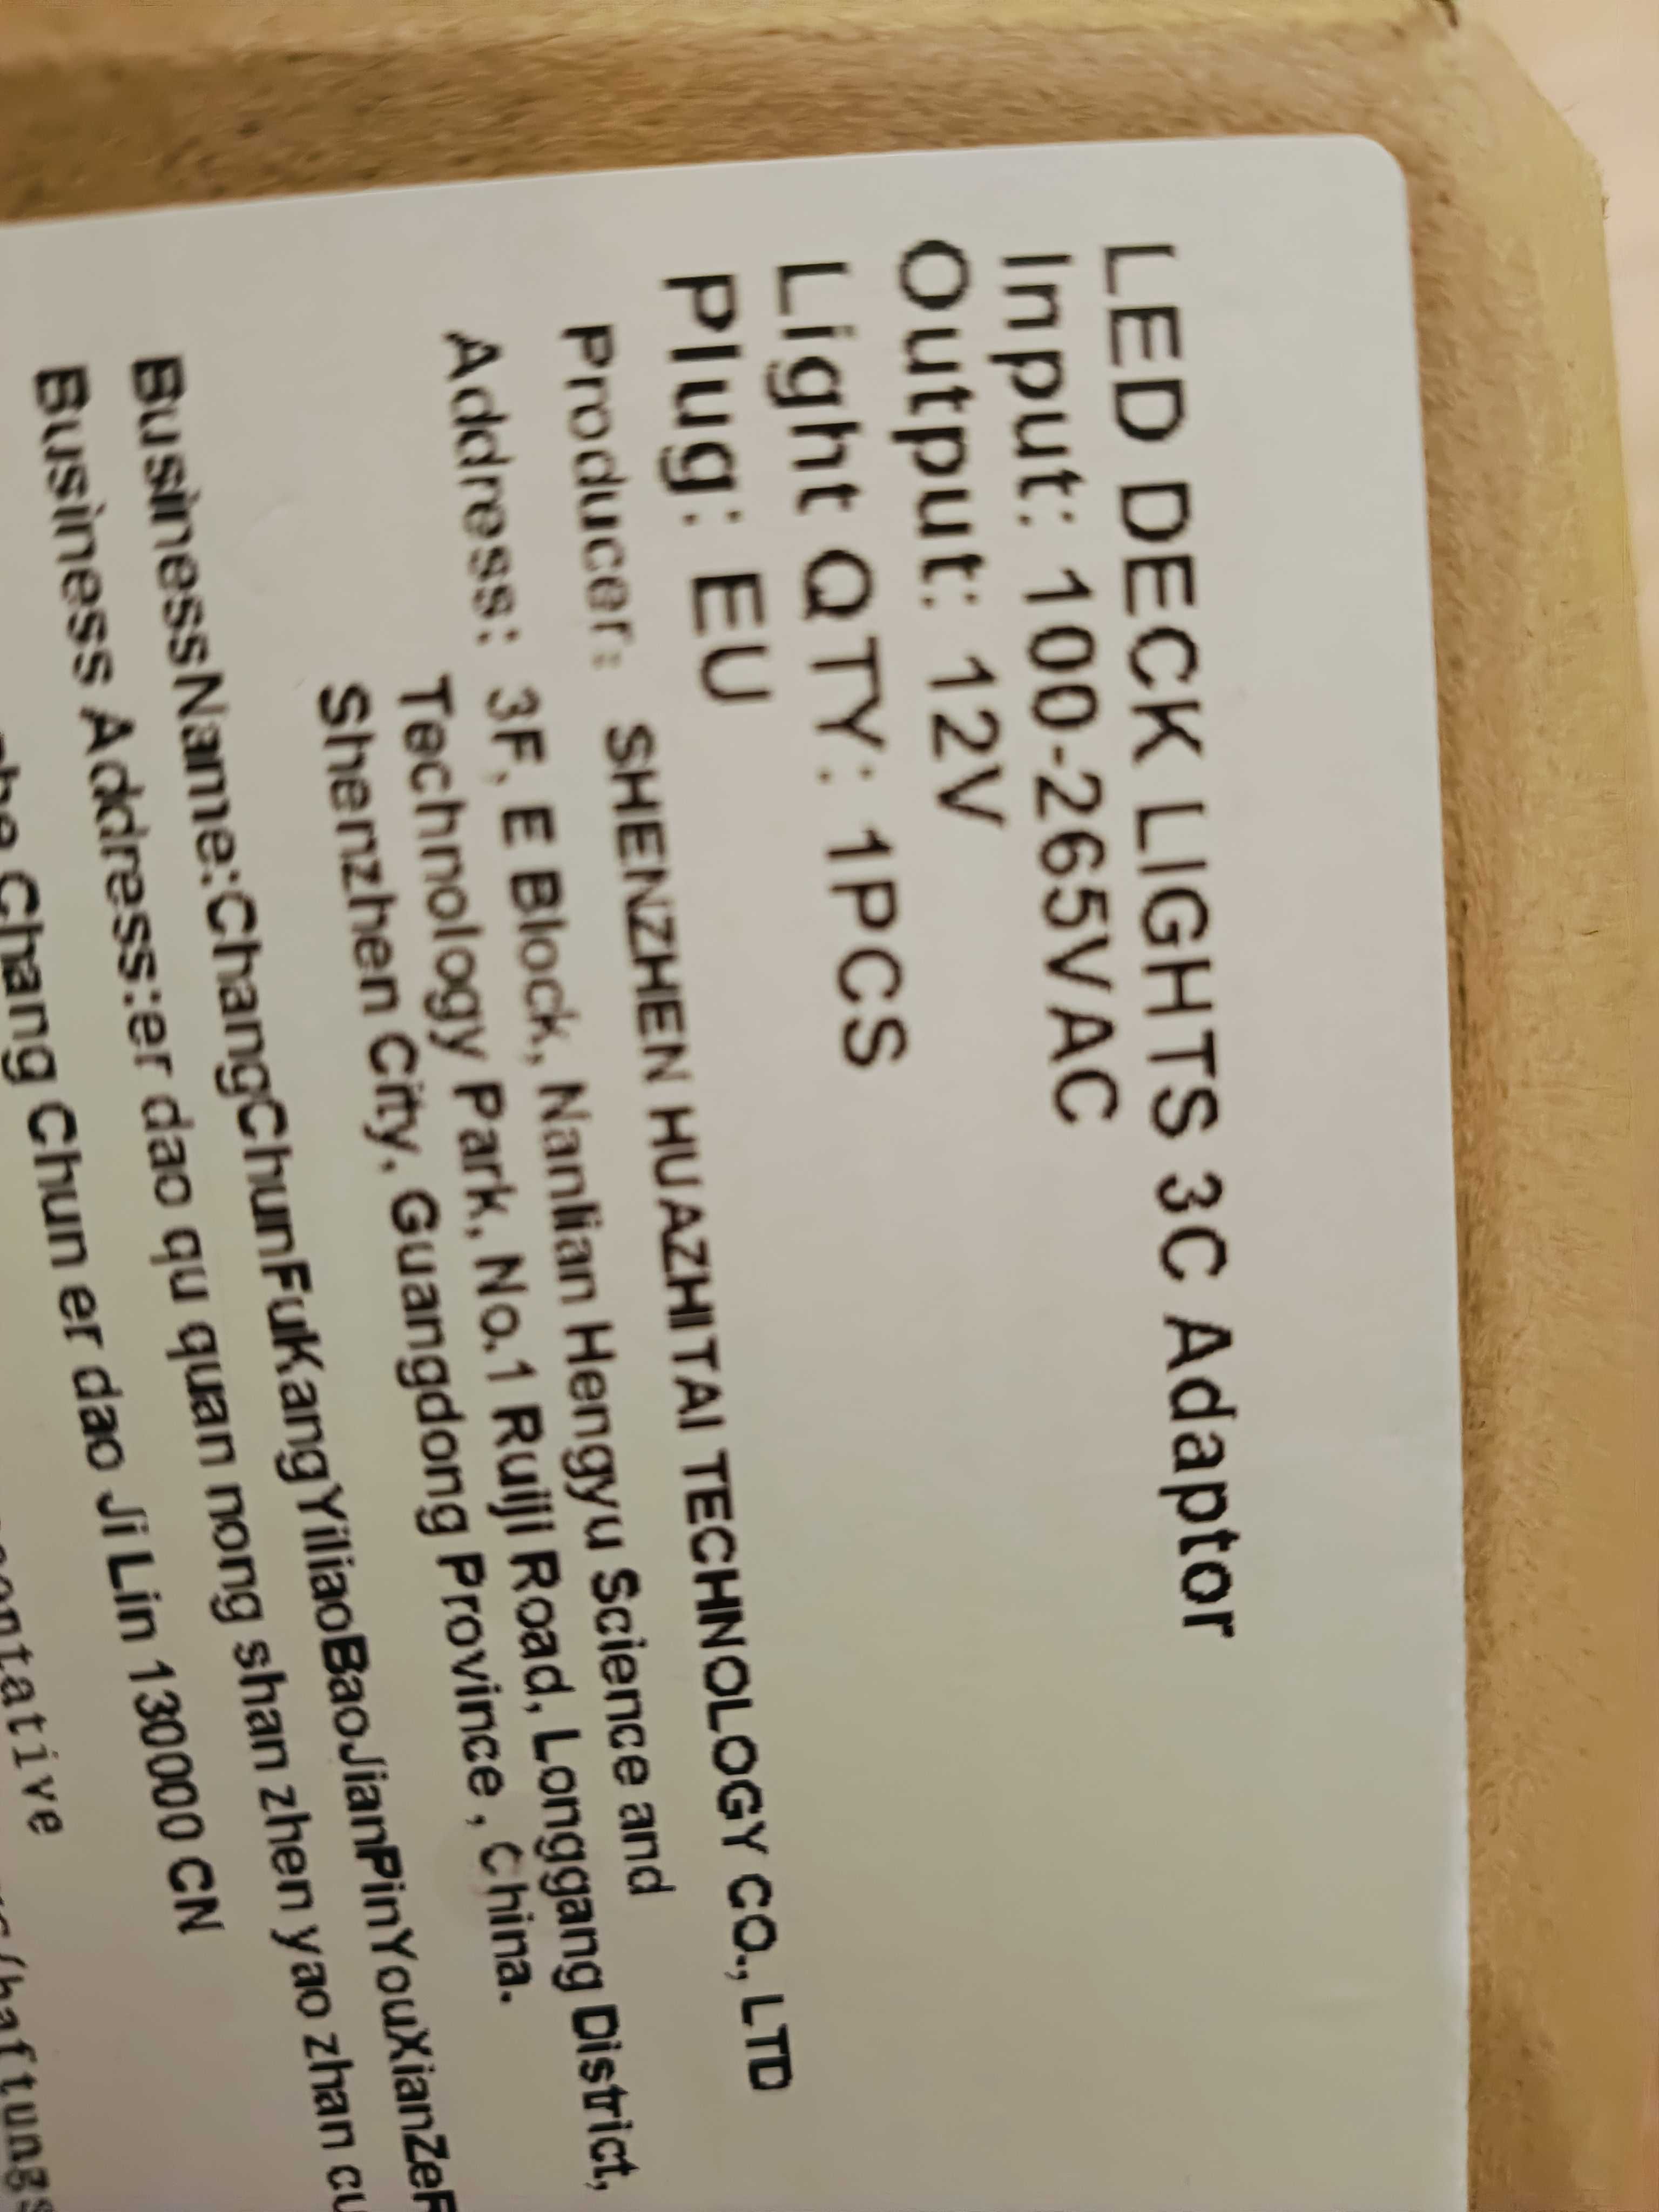 LED DECK LIGHTS 3C Adaptor
Input: 100-265VAC
Output: 12V
Light QTY: 1PCS
Plug: EU
Producer: SHENZHEN HUAZHITAI TECHNOLOGY CO., LTD
Address: 3F, E Block, Nanlian Hengyu Science and
Technology Park, No.1 Ruiji Road, Longgang District,
Shenzhen City, Guangdong Province, China.
BusinessName:ChangChunFuKangYiliaoBaoJianPinYouXianZeR
Business Address:er dao qu quan nong shan zhen yao zhan cu
Chang Chun er dao Ji Lin 130000 CN